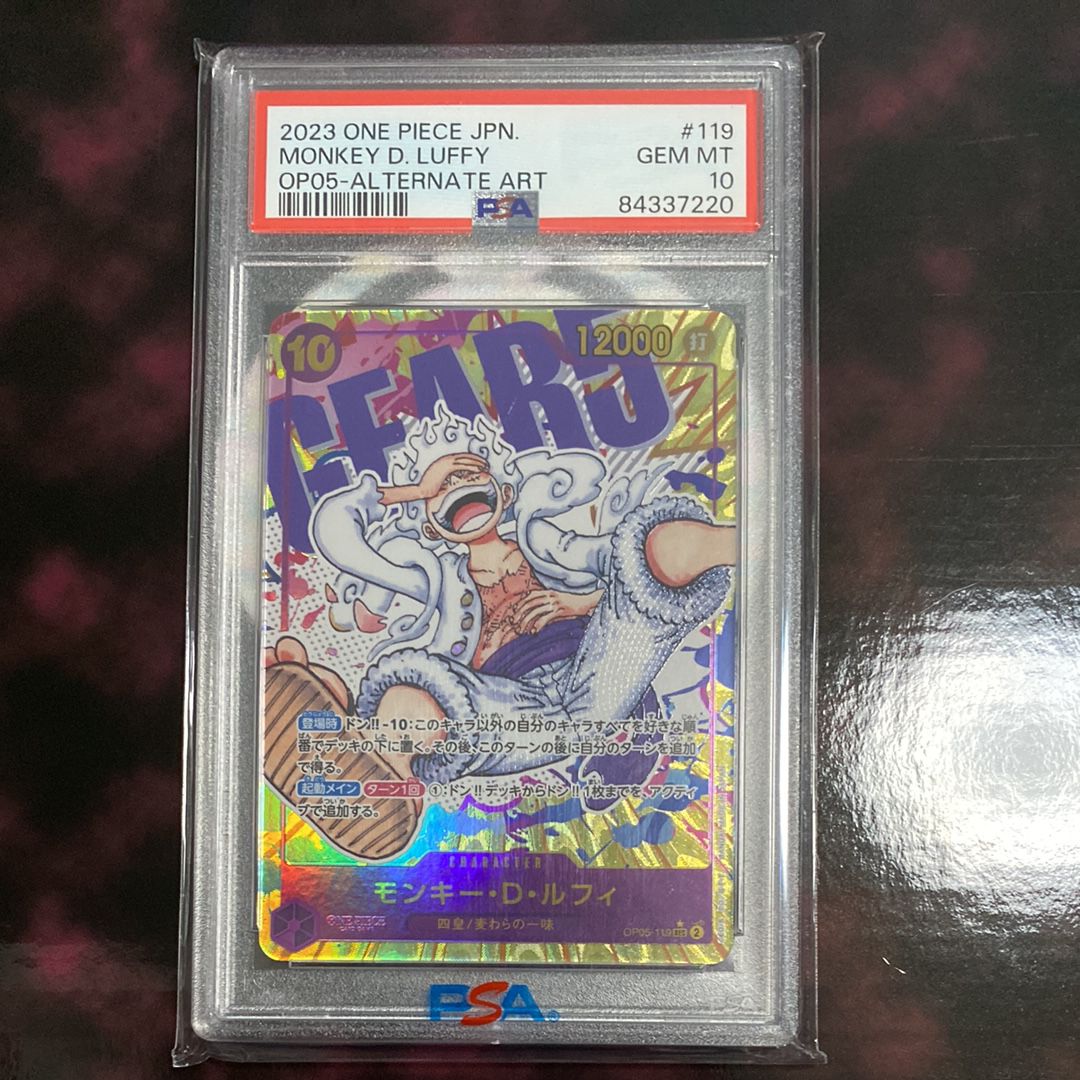 2023 ONE PIECE JPN. #119
MONKEY D. LUFFY GEM MT
OP05-ALTERNATE ART 10
PSA 84337220
10 12000 打
GEAR5
登場時 ドン!!-10:このキャラ以外の自分のキャラすべてを好きな順
番でデッキの下に置く。その後、このターンの後に自分のターンを追加
で得る。
起動メイン ターン1回 ①:ドン!!デッキからドン!!1枚までを、アクティ
ブで追加する。
CHARACTER
モンキー・D・ルフィ
四皇/麦わらの一味
ONE PIECE
CARD GAME
OP05-119 SEC 2
PSA®